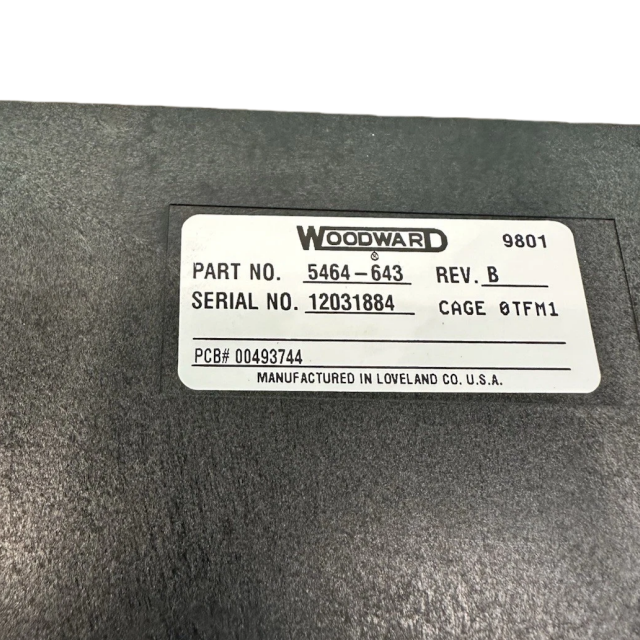 WOODWARD 9801
PART NO. 5464-643 REV. B
SERIAL NO. 12031884 CAGE 0TFM1
PCB# 00493744
MANUFACTURED IN LOVELAND CO. U.S.A.